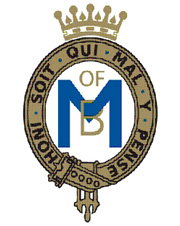 HONI · SOIT · QUI · MAL · Y · PENSE
OF
M
B